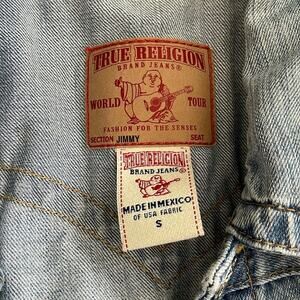 TRUE RELIGION
BRAND JEANS®
WORLD TOUR
FASHION FOR THE SENSES
SECTION JIMMY SEAT
TRUE RELIGION
BRAND JEANS®
MADE IN MEXICO
OF USA FABRIC
S